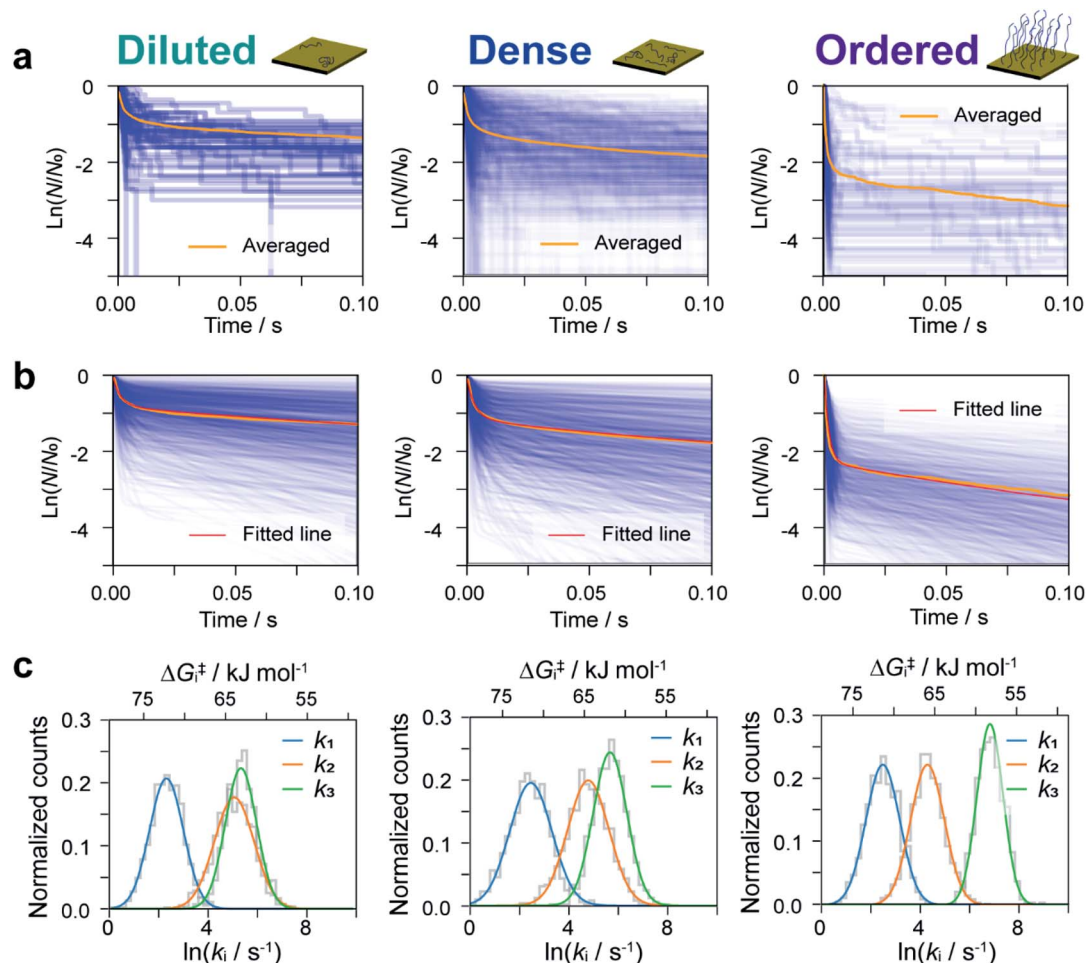 a
Diluted
Dense
Ordered
Ln(N/N₀)
0
-2
-4
Averaged
0.00 0.05 0.10
Time / s
Ln(N/N₀)
0
-2
-4
Averaged
0.00 0.05 0.10
Time / s
Ln(N/N₀)
0
-2
-4
Averaged
0.00 0.05 0.10
Time / s
b
Ln(N/N₀)
0
-2
-4
Fitted line
0.00 0.05 0.10
Time / s
Ln(N/N₀)
0
-2
-4
Fitted line
0.00 0.05 0.10
Time / s
Ln(N/N₀)
0
-2
-4
Fitted line
0.00 0.05 0.10
Time / s
c
ΔGᵢ‡ / kJ mol⁻¹
75 65 55
Normalized counts
0.3
0.2
0.1
0.0
k₁
k₂
k₃
0 4 8
ln(kᵢ / s⁻¹)
ΔGᵢ‡ / kJ mol⁻¹
75 65 55
Normalized counts
0.3
0.2
0.1
0.0
k₁
k₂
k₃
0 4 8
ln(kᵢ / s⁻¹)
ΔGᵢ‡ / kJ mol⁻¹
75 65 55
Normalized counts
0.3
0.2
0.1
0.0
k₁
k₂
k₃
0 4 8
ln(kᵢ / s⁻¹)